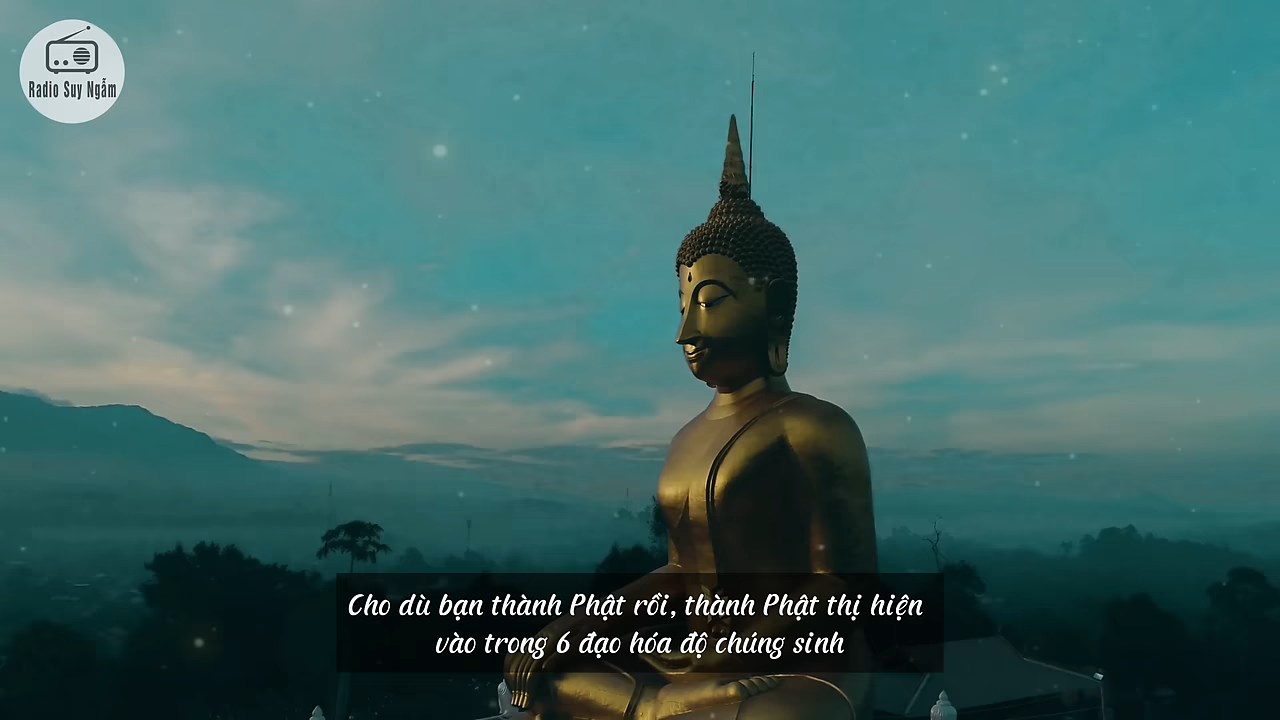 Radio Suy Ngẫm
Cho dù bạn thành Phật rồi, thành Phật thị hiện
vào trong 6 đạo hóa độ chúng sinh